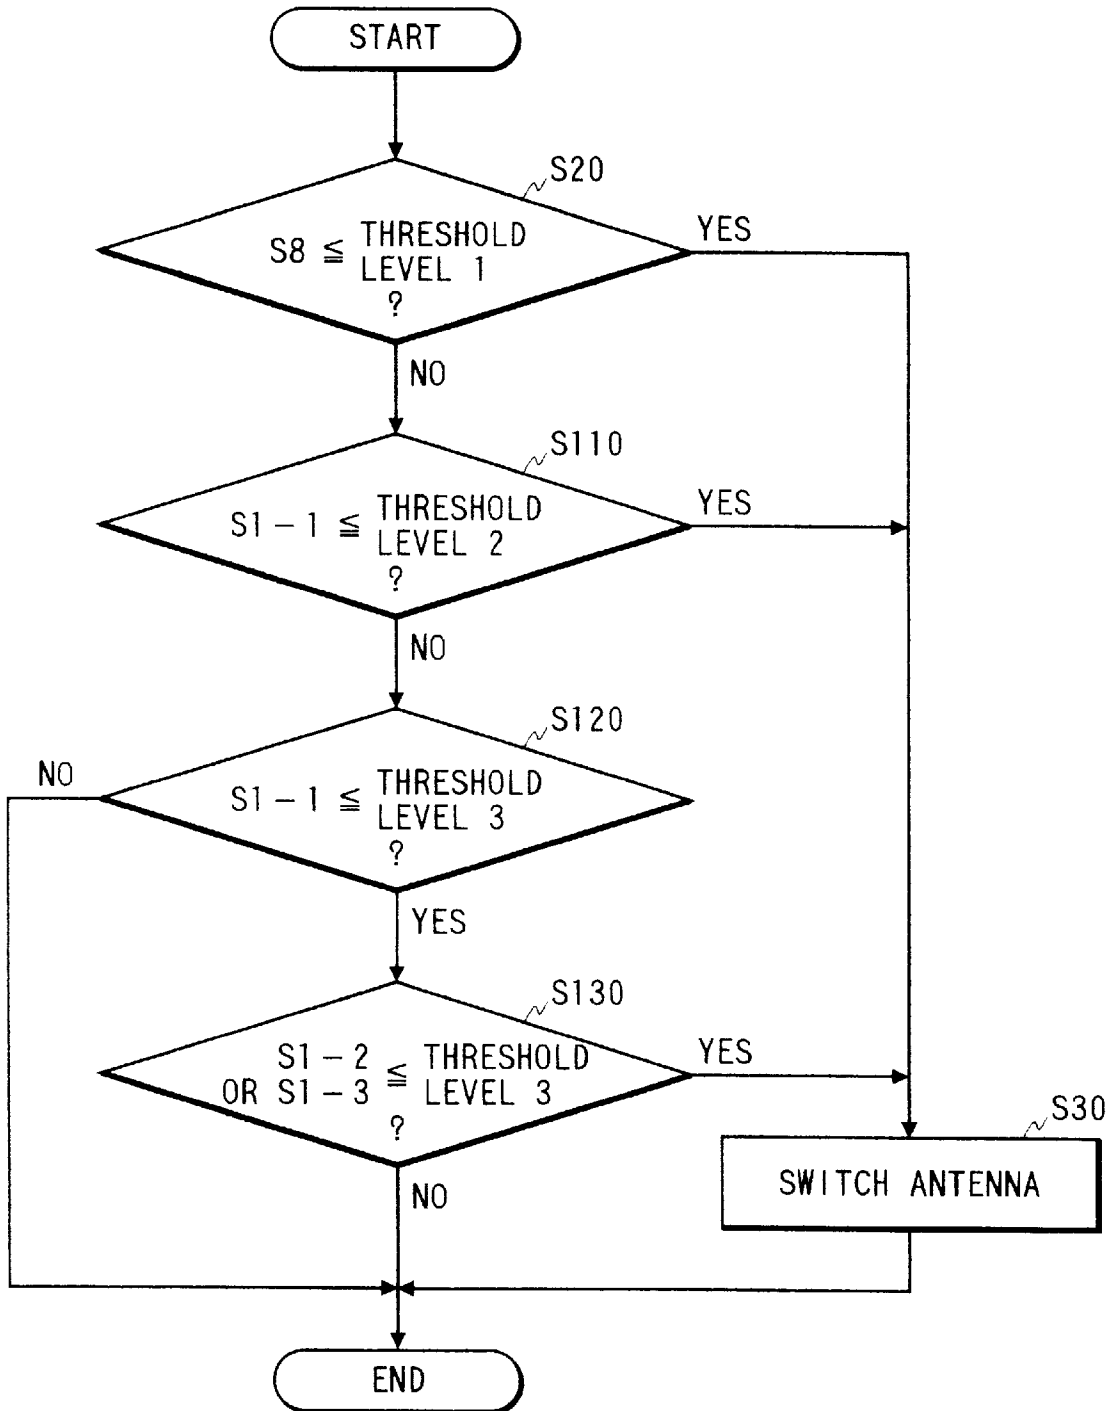 START
S20
S8 ≦ THRESHOLD
LEVEL 1
?
YES
NO
S110
S1-1 ≦ THRESHOLD
LEVEL 2
?
YES
NO
S120
S1-1 ≦ THRESHOLD
LEVEL 3
?
NO
YES
S130
S1-2 ≦ THRESHOLD
OR S1-3 LEVEL 3
?
YES
NO
S30
SWITCH ANTENNA
END